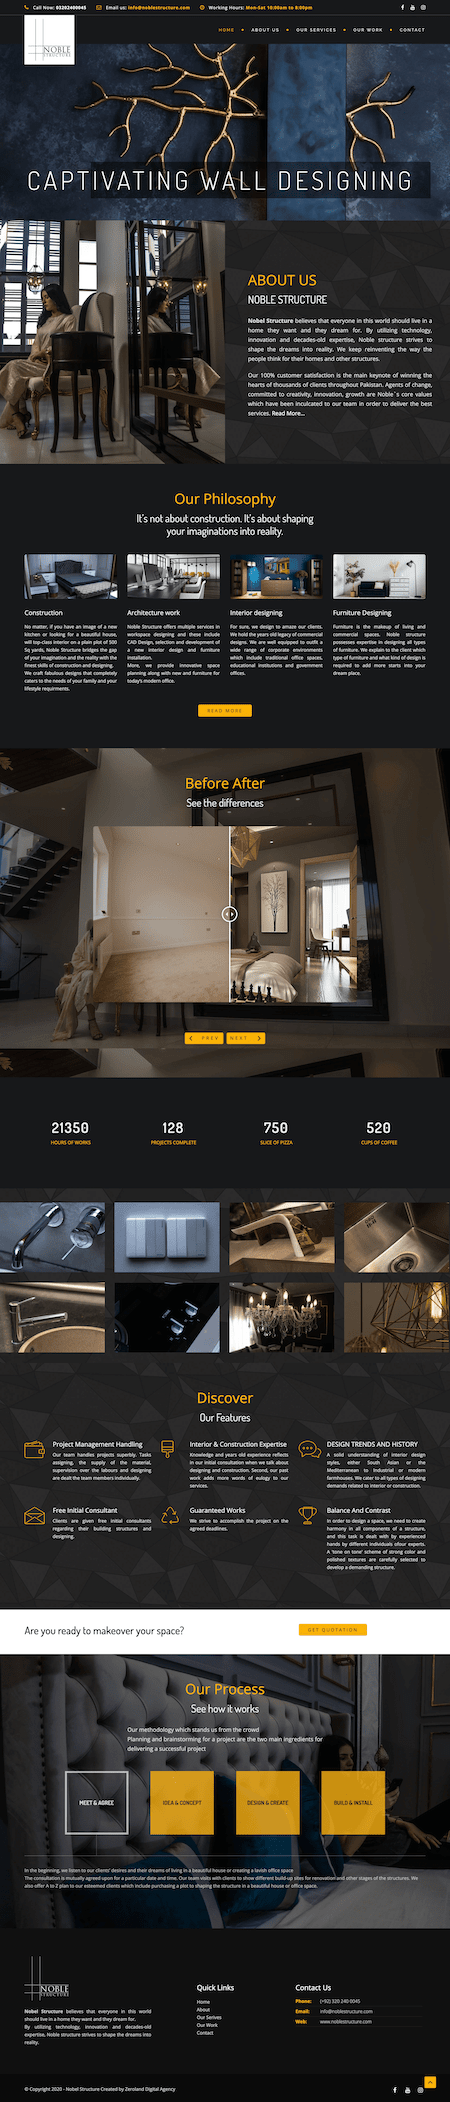 Call Now: 03202400045 Email us: info@noblestructure.com Working Hours: Mon-Sat 10:00am to 8:00pm
NOBLE
STRUCTURE
HOME ABOUT US OUR SERVICES OUR WORK CONTACT
CAPTIVATING WALL DESIGNING
ABOUT US
NOBLE STRUCTURE
Nobel Structure believes that everyone in this world should live in a
home they want and they dream for. By utilizing technology,
innovation and decades-old expertise, Noble structure strives to
shape the dreams into reality. We keep reinventing the way the
people think for their homes and other structures.
Our 100% customer satisfaction is the main keynote of winning the
hearts of thousands of clients throughout Pakistan. Agents of change,
committed to creativity, innovation, growth are Noble`s core values
which have been inculcated to our team in order to deliver the best
services. Read More...
Our Philosophy
It's not about construction. It's about shaping
your imaginations into reality.
Construction
No matter, if you have an image of a new
kitchen or looking for a beautiful house,
will top-class interior on a plain plot of 500
Sq yards, Noble Structure bridges the gap
of your imagination and the reality with the
finest skills of construction and designing.
We craft fabulous designs that completely
caters to the needs of your family and your
lifestyle requirments.
Architecture work
Noble Structure offers multiple services in
workspace designing and these include
CAD Design, selection and development of
a new interior design and furniture
installation.
More, we provide innovative space
planning along with new and furniture for
today's modern office.
Interior designing
For sure, we design to amaze our clients.
We hold the years old legacy of commercial
designs. We are well equipped to outfit a
wide range of corporate environments
which include traditional office spaces,
educational institutions and government
offices.
Furniture Designing
Furniture is the makeup of living and
commercial spaces. Noble structure
possesses expertise in designing all types
of furniture. We explain to the client which
type of furniture and what kind of design is
required to add more starts into your
dream place.
READ MORE
Before After
See the differences
PREV NEXT
21350
HOURS OF WORKS
128
PROJECTS COMPLETE
750
SLICE OF PIZZA
520
CUPS OF COFFEE
Discover
Our Features
Project Management Handling
Our team handles projects superbly. Tasks
assigning, the supply of the material,
supervision over the labours and designing
are dealt the team members individually.
Interior & Construction Expertise
Knowledge and years old experience reflects
in our initial consultation when we talk about
designing and construction. Second, our past
work adds more words of eulogy to our
services.
DESIGN TRENDS AND HISTORY
A solid understanding of interior design
styles, either South Asian or the
Mediterranean to Industrial or modern
farmhouses. We cater to all types of designing
demands related to interior or construction.
Free Initial Consultant
Clients are given free initial consultants
regarding their building structures and
designing.
Guaranteed Works
We strive to accomplish the project on the
agreed deadlines.
Balance And Contrast
In order to design a space, we need to create
harmony in all components of a structure,
and this task is dealt with by experienced
hands by different individuals ofour experts.
A 'tone on tone' scheme of strong color and
polished textures are carefully selected to
develop a demanding structure.
Are you ready to makeover your space?
GET QUOTATION
Our Process
See how it works
Our methodology which stands us from the crowd
Planning and brainstorming for a project are the two main ingredients for
delivering a successful project
MEET & AGREE
IDEA & CONCEPT
DESIGN & CREATE
BUILD & INSTALL
In the beginning, we listen to our clients' desires and their dreams of living in a beautiful house or creating a lavish office space
The consultation is mutually agreed upon for a particular date and time. Our team visits with clients to show different build-up sites for renovation and other stages of the structures. We
also offer A to Z plan to our esteemed clients which include purchasing a plot to shaping the structure in a beautiful house or office space.
NOBLE
STRUCTURE
Nobel Structure believes that everyone in this world
should live in a home they want and they dream for.
By utilizing technology, innovation and decades-old
expertise, Noble structure strives to shape the dreams into
reality.
Quick Links
Home
About
Our Serives
Our Work
Contact
Contact Us
Phone: (+92) 320 240 0045
Email: info@noblestructure.com
Web: www.noblestructure.com
© Copyright 2020 - Nobel Structure Created by Zensland Digital Agency